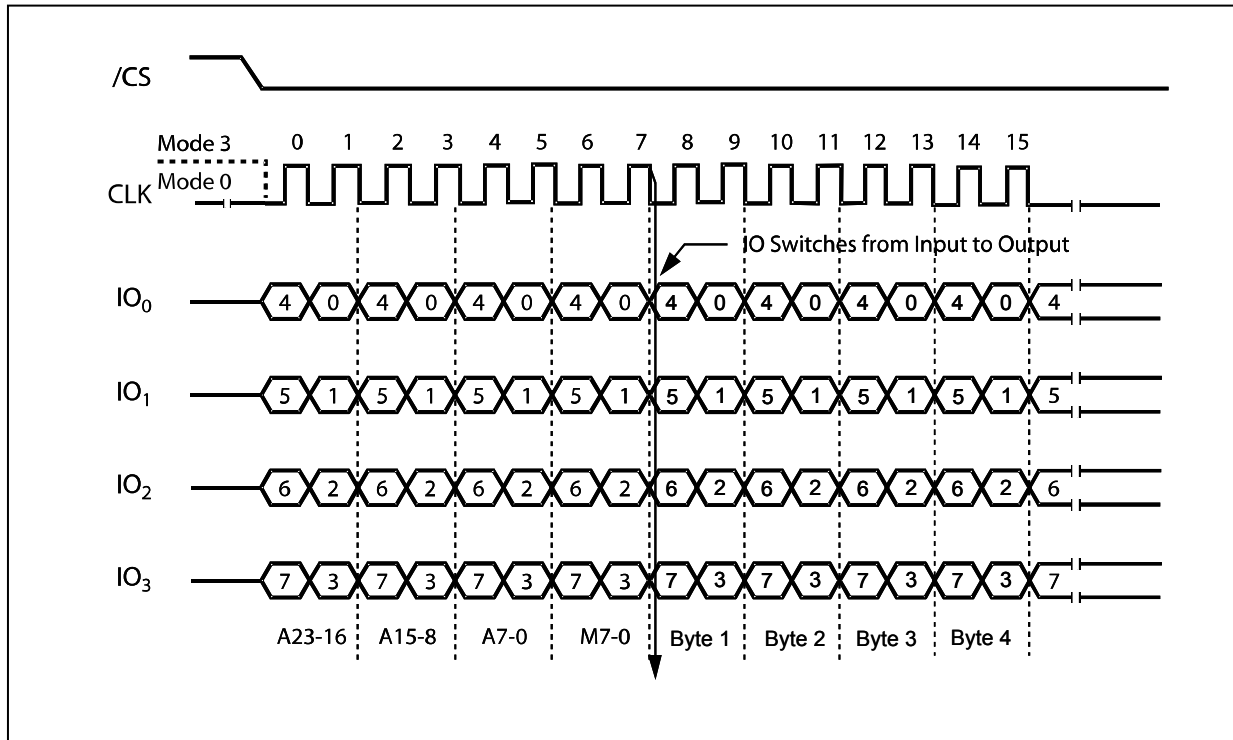 /CS
Mode 3
0 1 2 3 4 5 6 7 8 9 10 11 12 13 14 15
Mode 0
CLK
IO Switches from Input to Output
IO0 4 0 4 0 4 0 4 0 4 0 4 0 4 0 4 0 4
IO1 5 1 5 1 5 1 5 1 5 1 5 1 5 1 5 1 5
IO2 6 2 6 2 6 2 6 2 6 2 6 2 6 2 6 2 6
IO3 7 3 7 3 7 3 7 3 7 3 7 3 7 3 7 3 7
A23-16 A15-8 A7-0 M7-0 Byte 1 Byte 2 Byte 3 Byte 4